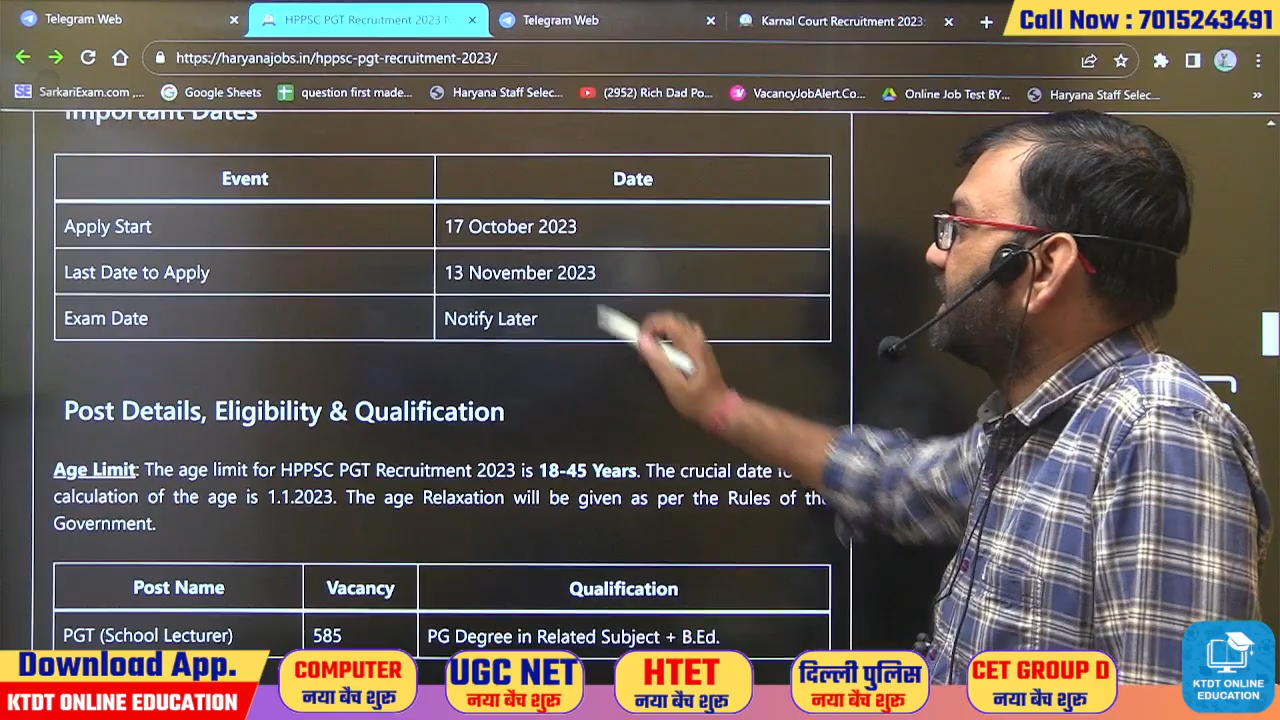 Telegram Web
HPPSC PGT Recruitment 2023 N
Telegram Web
Karnal Court Recruitment 2023:
Call Now : 7015243491
https://haryanajobs.in/hppsc-pgt-recruitment-2023/
SE SarkariExam.com ,...
Google Sheets
question first made...
Haryana Staff Selec...
(2952) Rich Dad Po...
VacancyJobAlert.Co...
Online Job Test BY...
Haryana Staff Selec...
Important Dates
Event Date
Apply Start 17 October 2023
Last Date to Apply 13 November 2023
Exam Date Notify Later
Post Details, Eligibility & Qualification
Age Limit: The age limit for HPPSC PGT Recruitment 2023 is 18-45 Years. The crucial date
calculation of the age is 1.1.2023. The age Relaxation will be given as per the Rules of
Government.
Post Name Vacancy Qualification
PGT (School Lecturer) 585 PG Degree in Related Subject + B.Ed.
Download App.
KTDT ONLINE EDUCATION
COMPUTER
नया बैच शुरू
UGC NET
नया बैच शुरू
HTET
नया बैच शुरू
दिल्ली पुलिस
नया बैच शुरू
CET GROUP D
नया बैच शुरू
KTDT ONLINE
EDUCATION